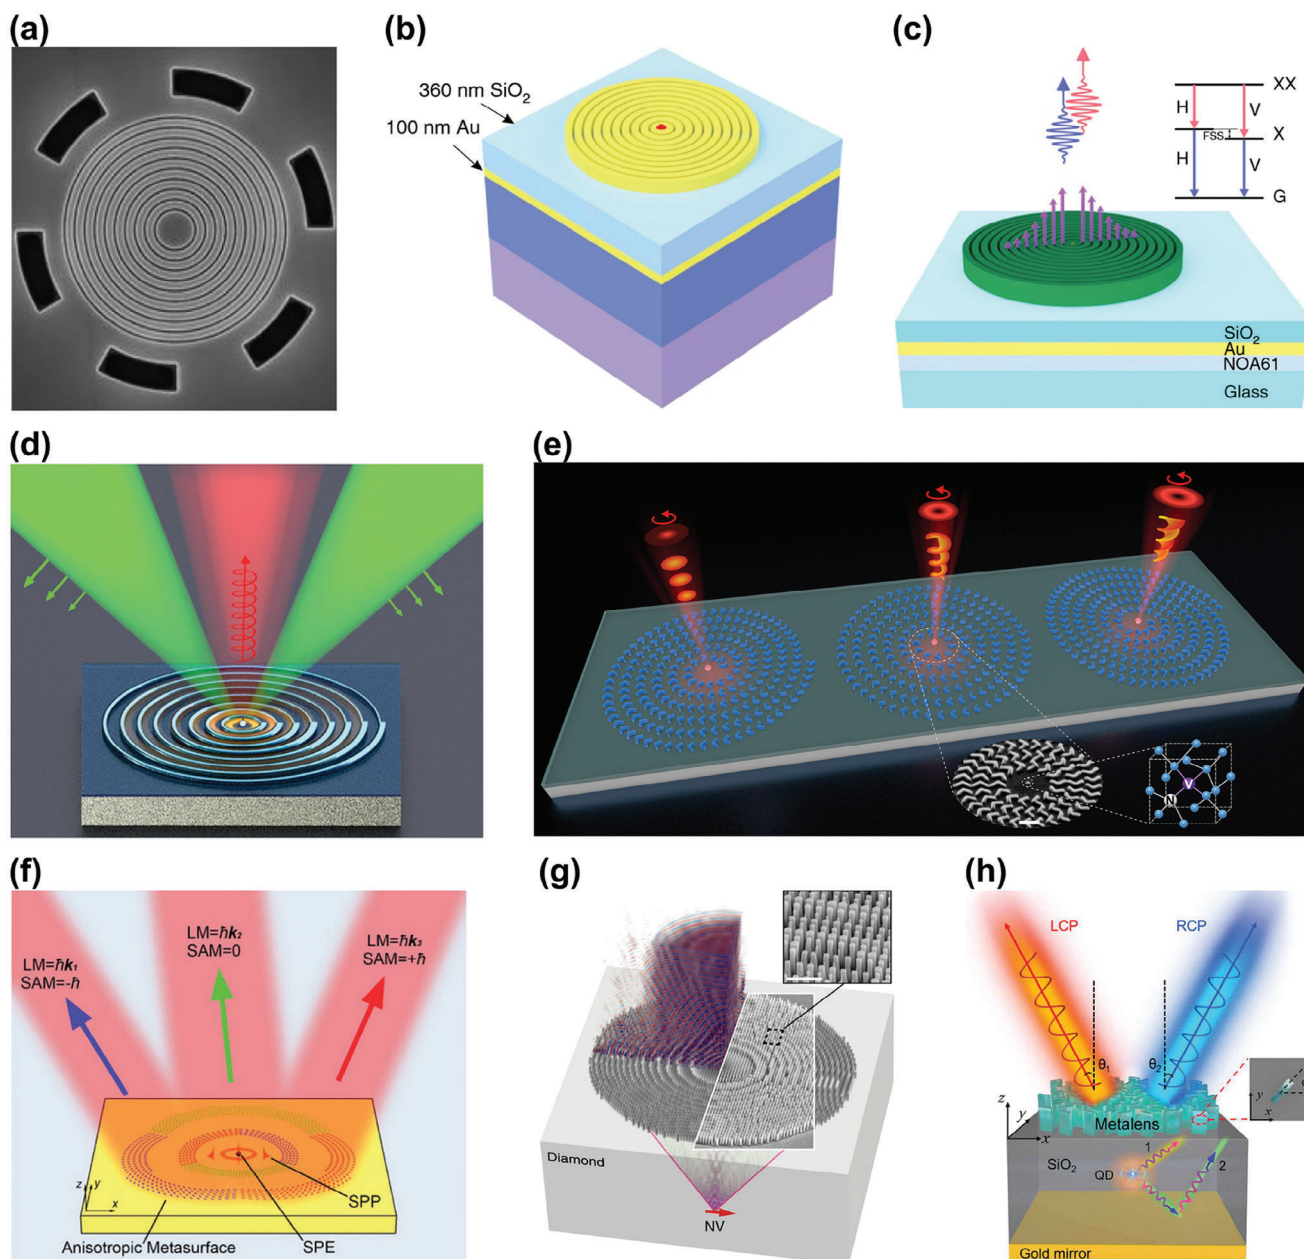 (a)
(b)
360 nm SiO₂
100 nm Au
(c)
XX
H
V
FSS
X
H
V
G
SiO₂
Au
NOA61
Glass
(d)
(e)
N
V
(f)
LM=ℏk₁
SAM=-ℏ
LM=ℏk₂
SAM=0
LM=ℏk₃
SAM=+ℏ
z
y
x
SPP
Anisotropic Metasurface
SPE
(g)
Diamond
NV
(h)
LCP
RCP
θ₁
θ₂
z
y
x
Metalens
y
x
SiO₂
1
2
QD
Gold mirror